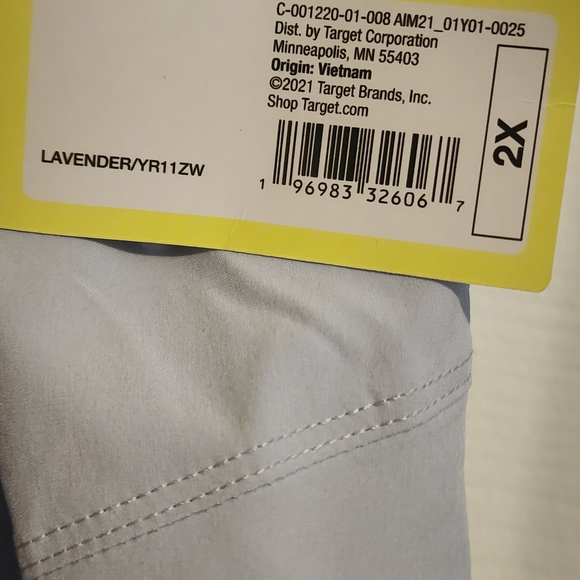 C-001220-01-008 AIM21_01Y01-0025
Dist. by Target Corporation
Minneapolis, MN 55403
Origin: Vietnam
©2021 Target Brands, Inc.
Shop Target.com
LAVENDER/YR11ZW
1 96983 32606 7
2X